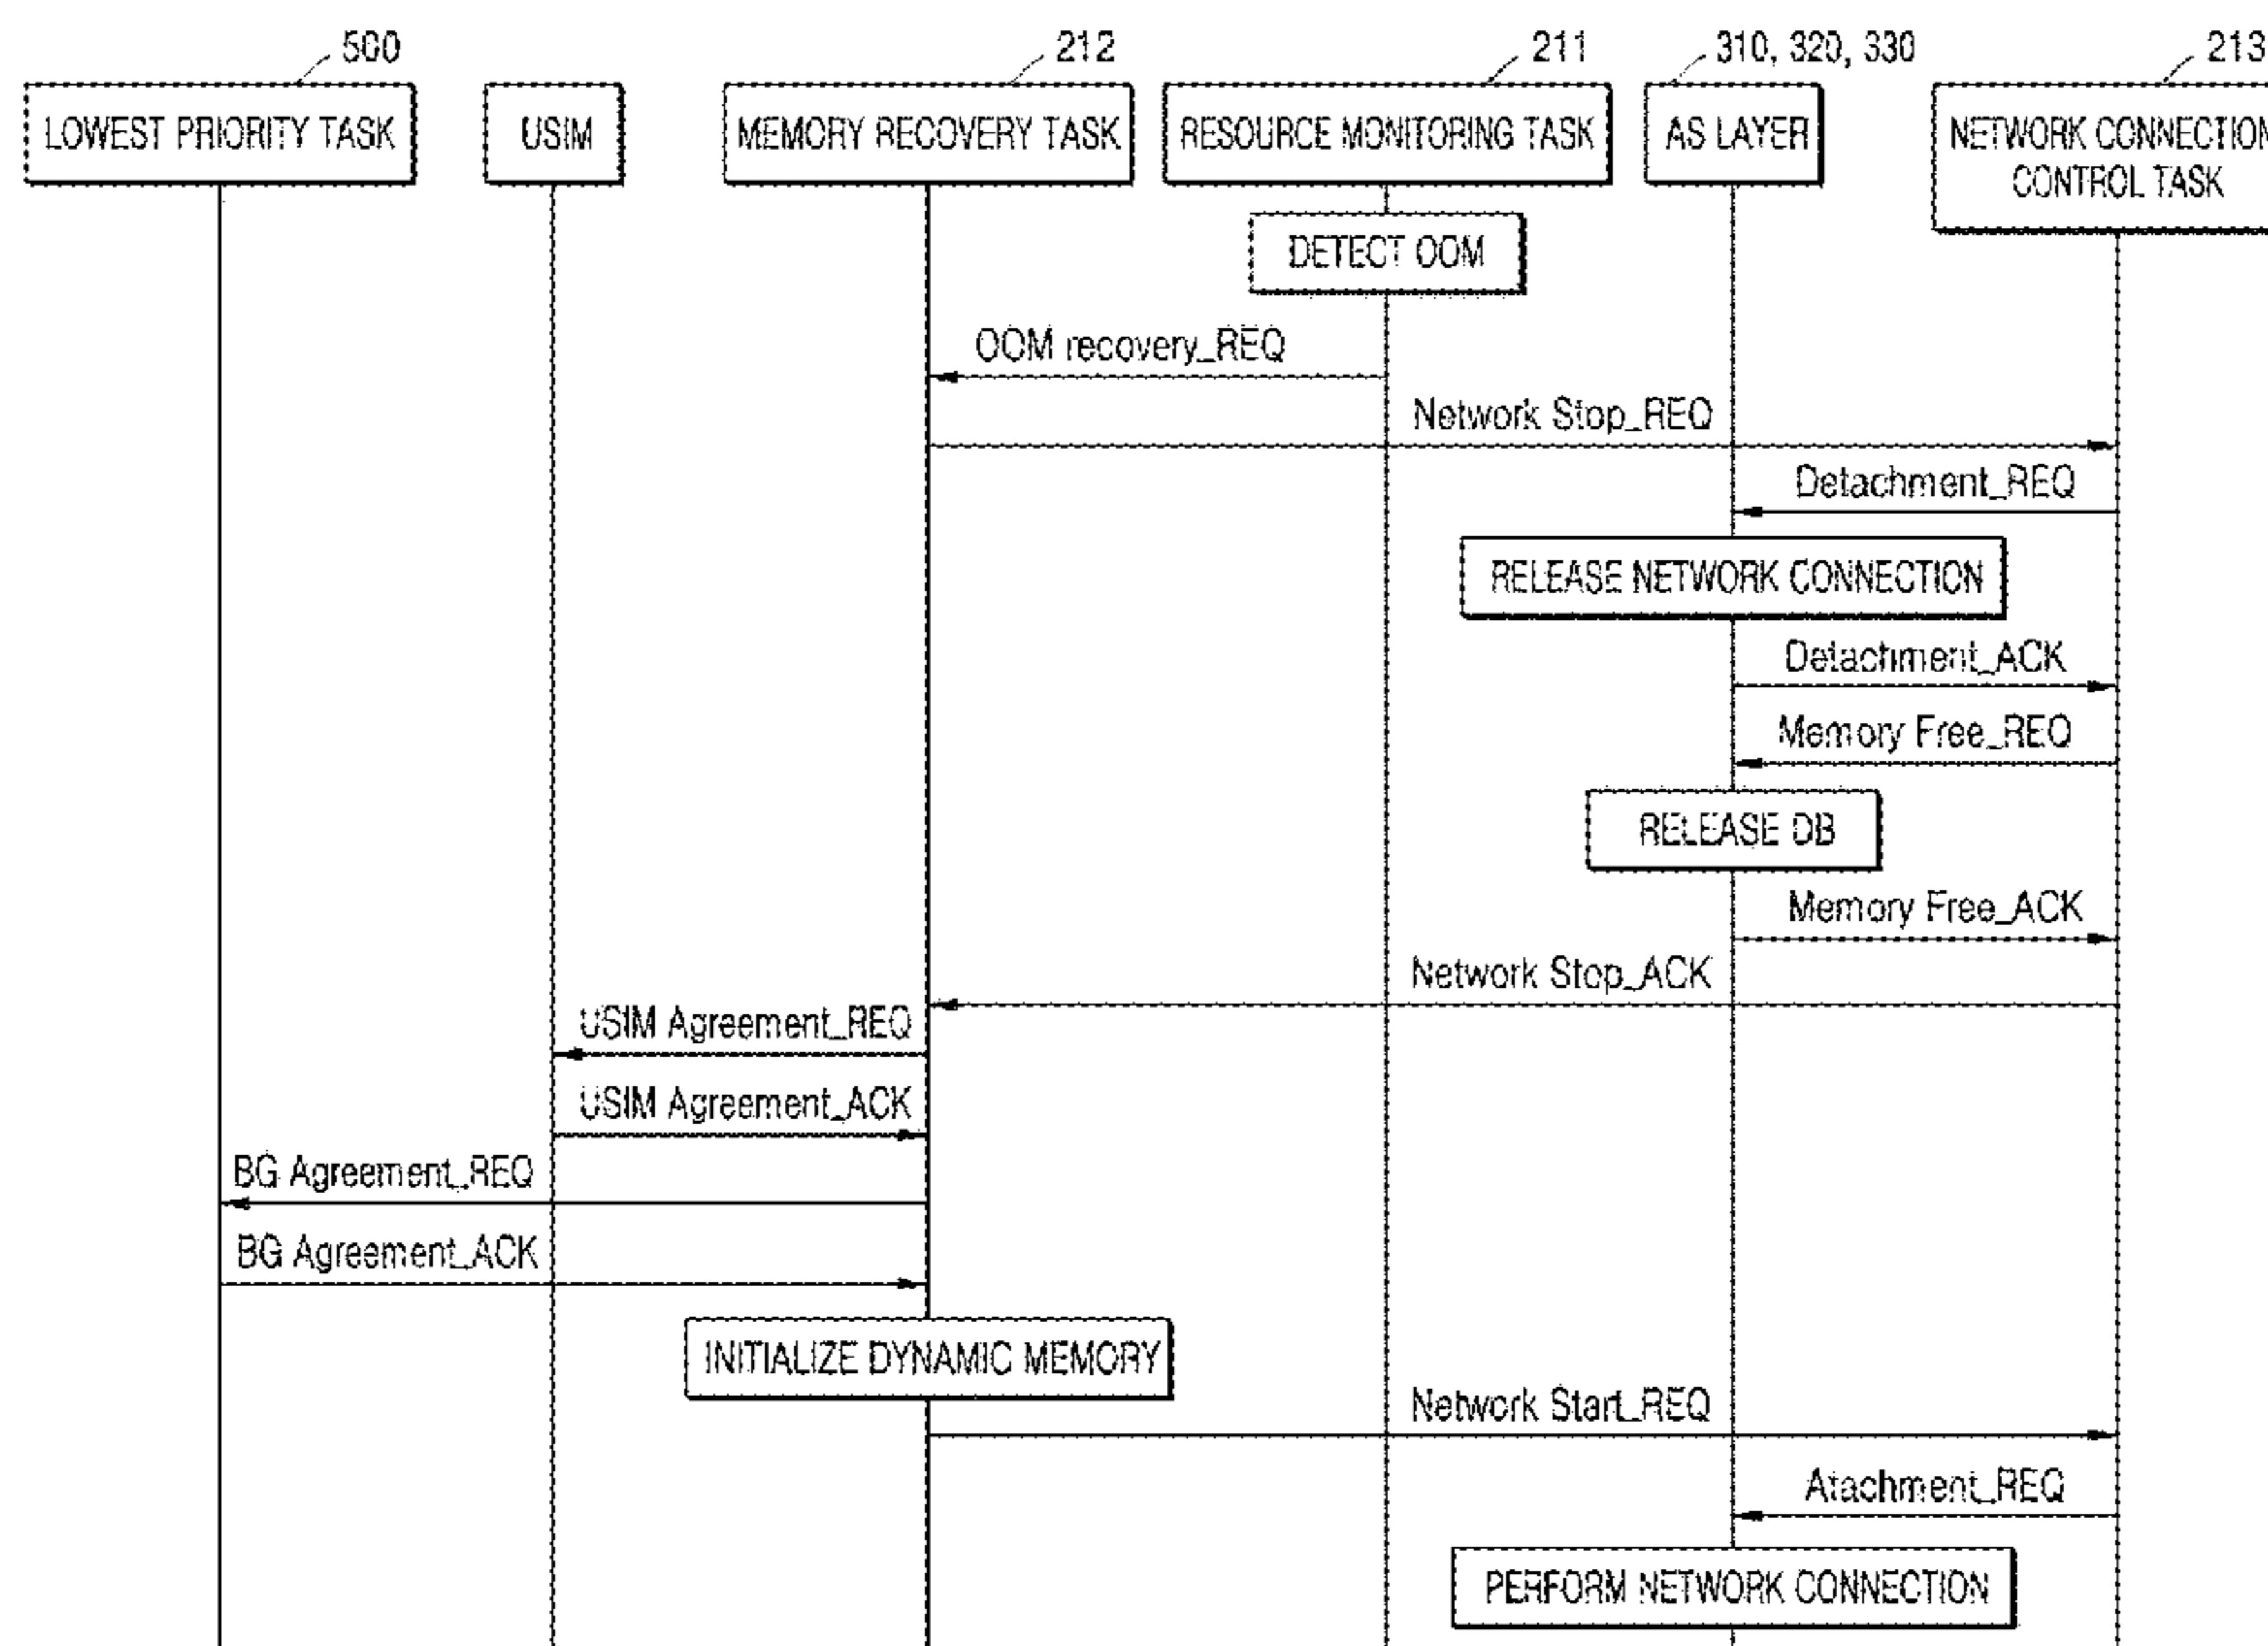 500
212
211
310, 320, 330
213
LOWEST PRIORITY TASK
USIM
MEMORY RECOVERY TASK
RESOURCE MONITORING TASK
AS LAYER
NETWORK CONNECTION
CONTROL TASK
DETECT OOM
OOM recovery_REQ
Network Stop_REQ
Detachment_REQ
RELEASE NETWORK CONNECTION
Detachment_ACK
Memory Free_REQ
RELEASE DB
Memory Free_ACK
Network Stop_ACK
USIM Agreement_REQ
USIM Agreement_ACK
BG Agreement_REQ
BG Agreement_ACK
INITIALIZE DYNAMIC MEMORY
Network Start_REQ
Atachment_REQ
PERFORM NETWORK CONNECTION